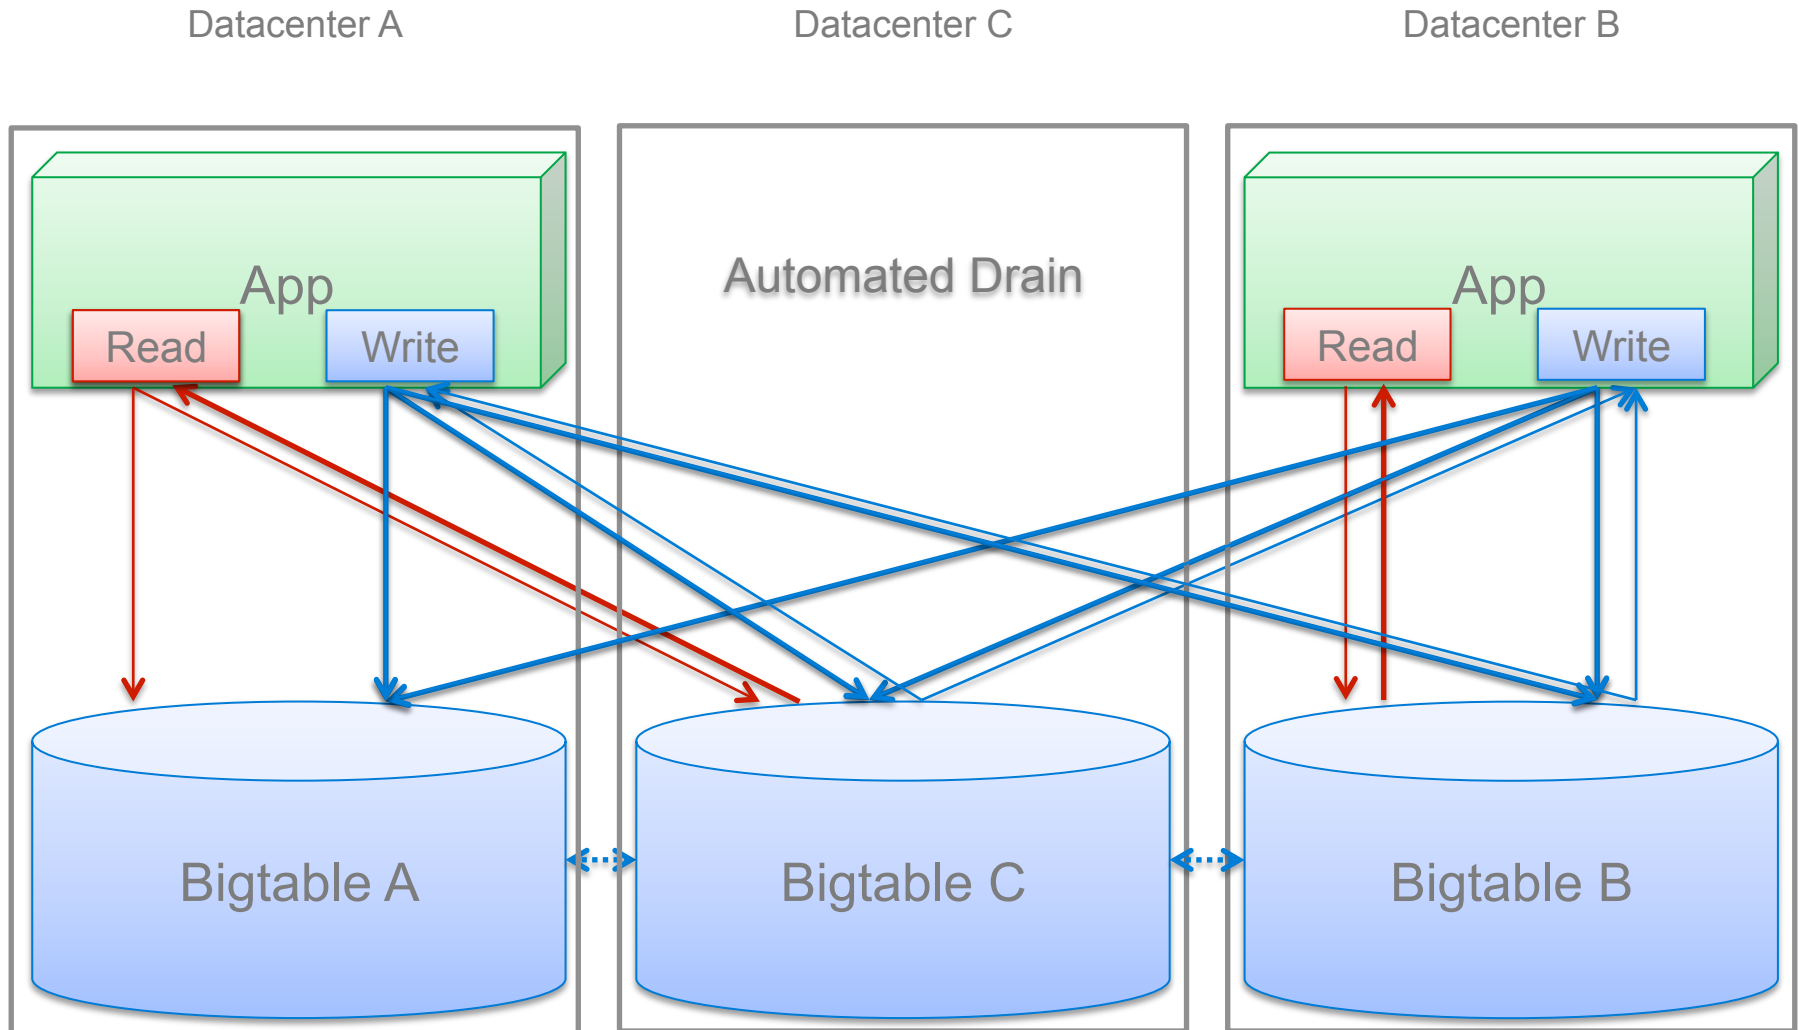 Datacenter A
Datacenter C
Datacenter B
App
Read
Write
Automated Drain
App
Read
Write
Bigtable A
Bigtable C
Bigtable B